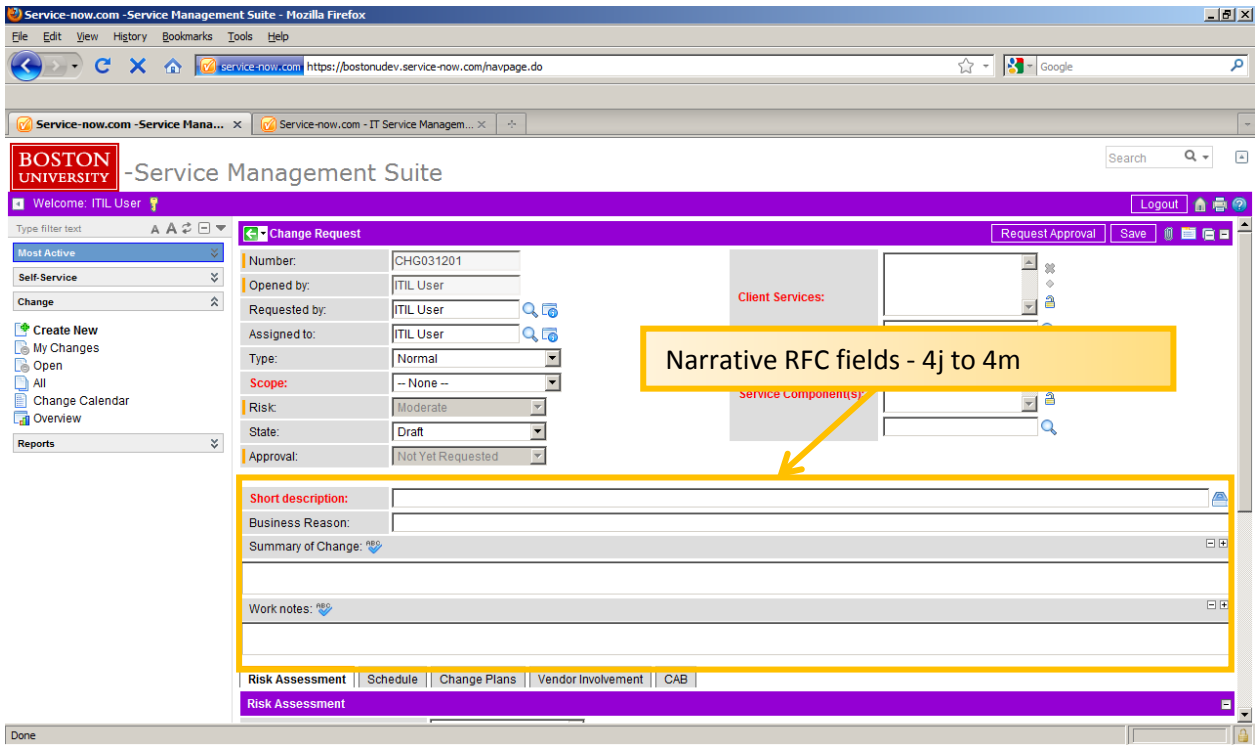 Service-now.com -Service Management Suite - Mozilla Firefox
File Edit View History Bookmarks Tools Help
service-now.com https://bostonudev.service-now.com/navpage.do
Google
Service-now.com -Service Mana...
Service-now.com - IT Service Managem...
BOSTON
UNIVERSITY
-Service Management Suite
Search
Welcome: ITIL User
Logout
Type filter text
A A
Change Request
Request Approval
Save
Most Active
Self-Service
Change
Create New
My Changes
Open
All
Change Calendar
Overview
Reports
Number: CHG031201
Opened by: ITIL User
Requested by: ITIL User
Assigned to: ITIL User
Type: Normal
Scope: -- None --
Risk: Moderate
State: Draft
Approval: Not Yet Requested
Client Services:
Narrative RFC fields - 4j to 4m
Service Component(s):
Short description:
Business Reason:
Summary of Change: ABC
Work notes: ABC
Risk Assessment Schedule Change Plans Vendor Involvement CAB
Risk Assessment
Done